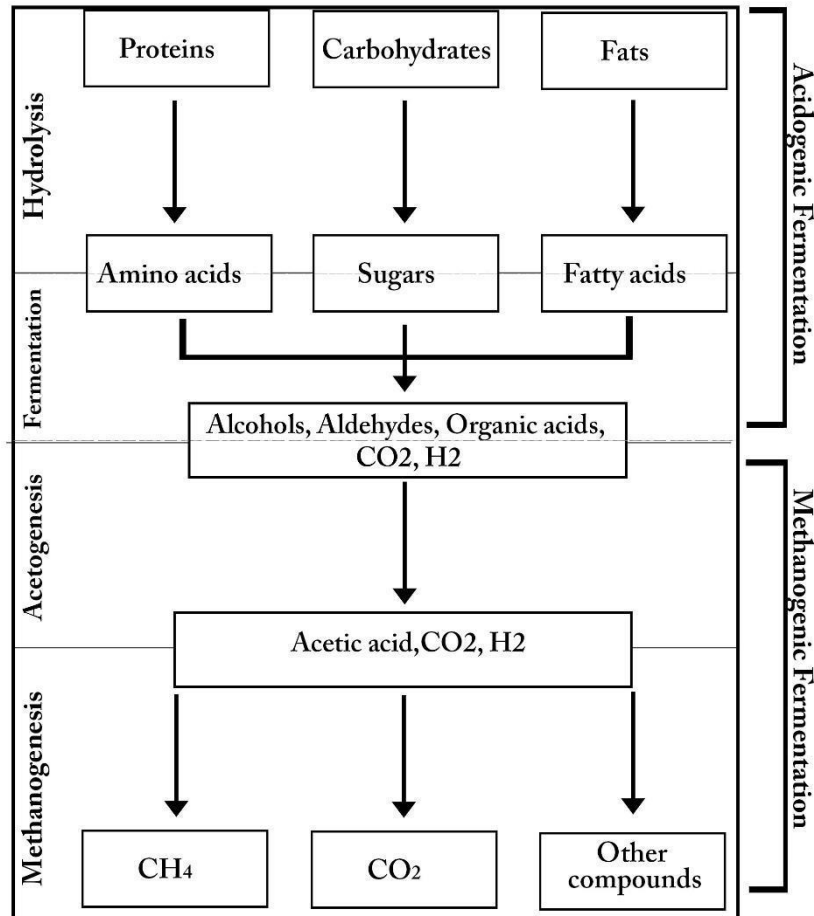 Proteins
Carbohydrates
Fats
Hydrolysis
Acidogenic Fermentation
Amino acids
Sugars
Fatty acids
Fermentation
Alcohols, Aldehydes, Organic acids,
CO2, H2
Acetogenesis
Methanogenic Fermentation
Acetic acid,CO2, H2
Methanogenesis
CH₄
CO₂
Other
compounds